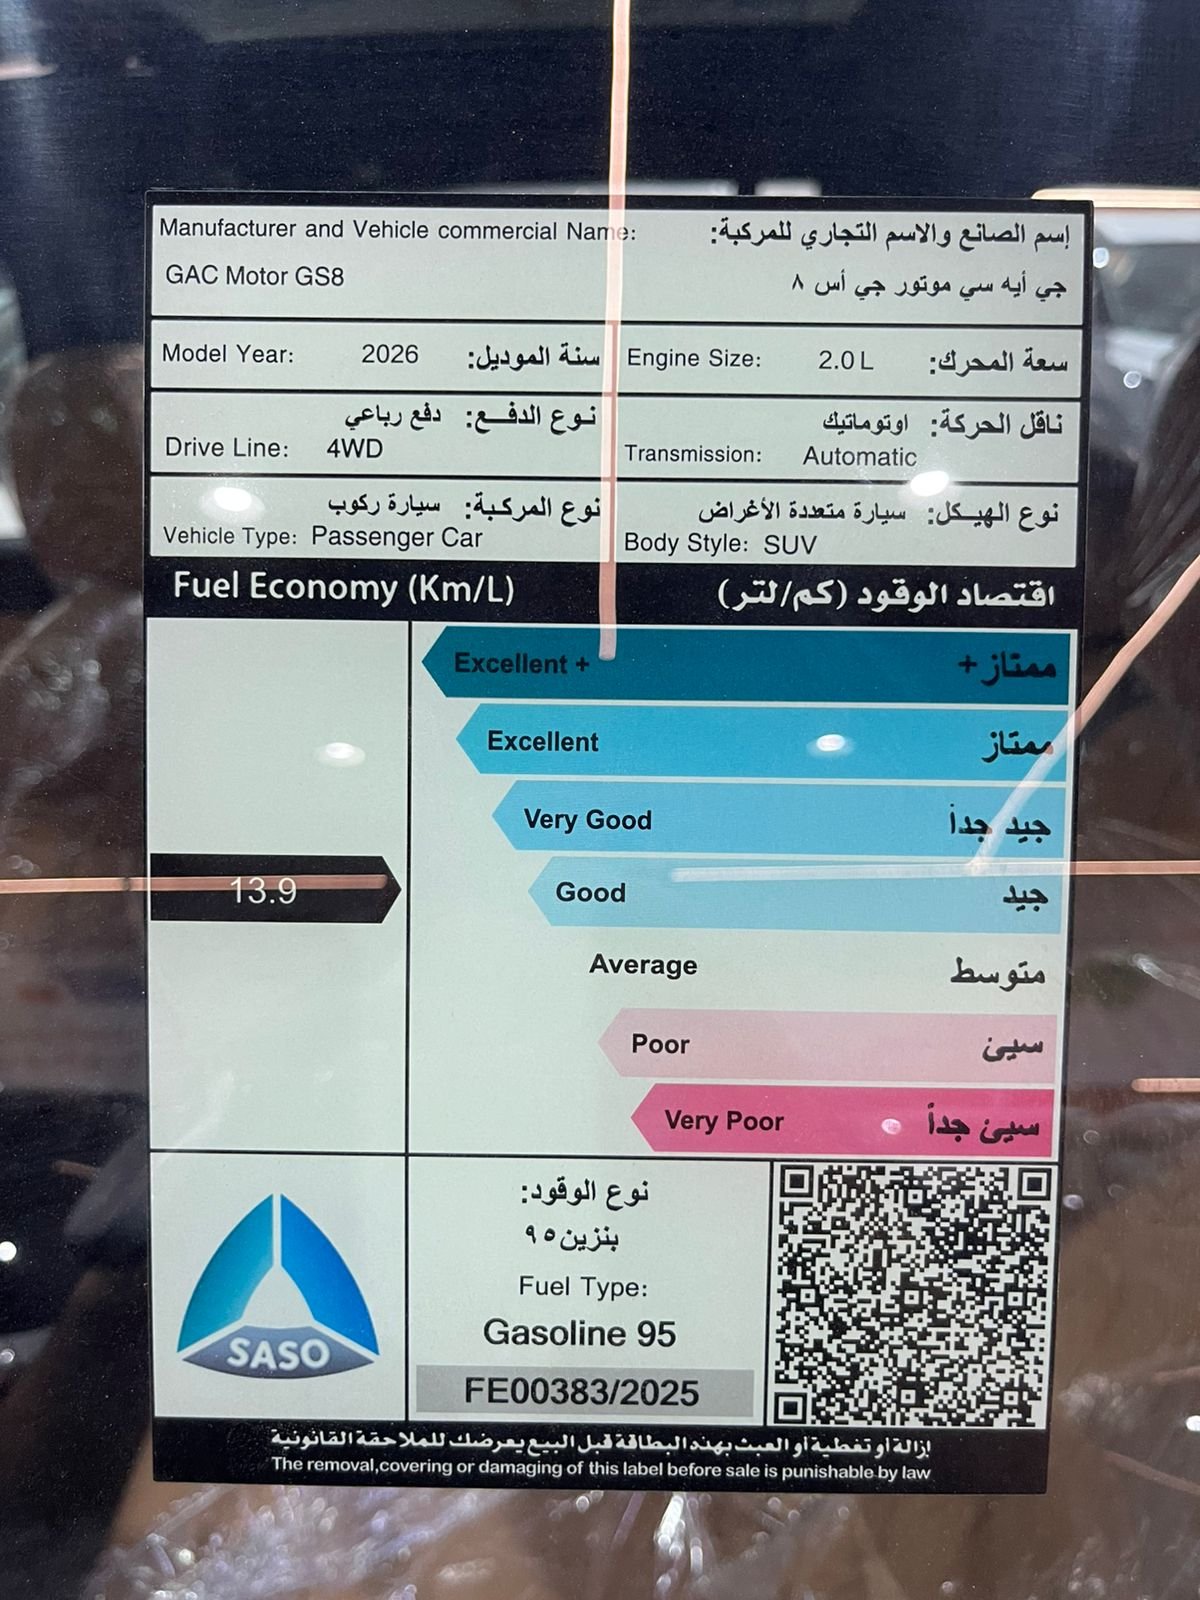 Manufacturer and Vehicle commercial Name: إسم الصانع والاسم التجاري للمركبة:
GAC Motor GS8 جي أيه سي موتور جي أس ٨
Model Year: 2026 سنة الموديل: Engine Size: 2.0 L سعة المحرك:
نوع الدفع: دفع رباعي
Drive Line: 4WD
ناقل الحركة: اوتوماتيك
Transmission: Automatic
نوع المركبة: سيارة ركوب
Vehicle Type: Passenger Car
نوع الهيكل: سيارة متعددة الأغراض
Body Style: SUV
Fuel Economy (Km/L) اقتصاد الوقود (كم/لتر)
Excellent + ممتاز +
Excellent ممتاز
Very Good جيد جداً
13.9 Good جيد
Average متوسط
Poor سيئ
Very Poor سيئ جداً
SASO
نوع الوقود:
بنزين ٩٥
Fuel Type:
Gasoline 95
FE00383/2025
إزالة أو تغطية أو العبث بهذه البطاقة قبل البيع يعرضك للملاحقة القانونية
The removal,covering or damaging of this label before sale is punishable by law